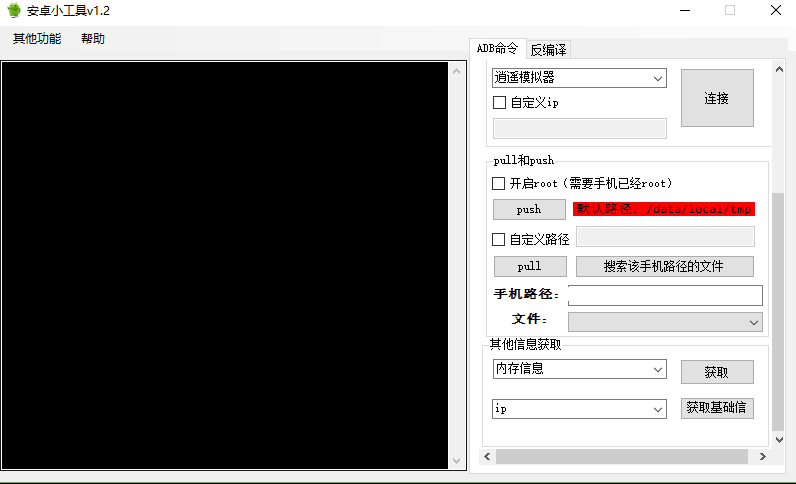 安卓小工具v1.2
其他功能 帮助
ADB命令 反编译
逍遥模拟器
连接
自定义ip
pull和push
开启root（需要手机已经root）
push 默认路径：/data/local/tmp
自定义路径
pull 搜索该手机路径的文件
手机路径：
文件：
其他信息获取
内存信息 获取
ip 获取基础信